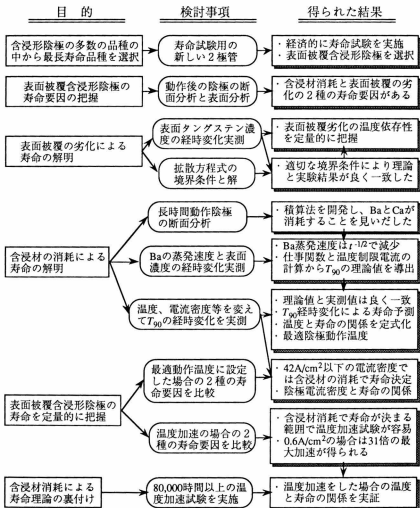 目 的
検討事項
得られた結果
含浸形陰極の多数の品種の
中から最長寿命品種を選択
寿命試験用の
新しい2極管
・経済的に寿命試験を実施
・表面被覆含浸形陰極を選択
表面被覆含浸形陰極の
寿命要因の把握
動作後の陰極の断
面分析と表面分析
・含浸材消耗と表面被覆の劣
化の2種の寿命要因がある
表面被覆の劣化による
寿命の解明
表面タングステン濃
度の経時変化実測
・表面被覆劣化の温度依存性
を定量的に把握
拡散方程式の
境界条件と解
・適切な境界条件により理論
と実験結果が良く一致した
含浸材の消耗による
寿命の解明
長時間動作陰極
の断面分析
・積算法を開発し、BaとCaが
消耗することを見いだした
Baの蒸発速度と表面
濃度の経時変化実測
・Ba蒸発速度はt⁻¹/²で減少
・仕事関数と温度制限電流の
計算からT₉₀の理論値を導出
温度、電流密度等を変え
てT₉₀の経時変化を実測
・理論値と実測値は良く一致
・T₉₀経時変化による寿命予測
・温度と寿命の関係を定式化
・最適陰極動作温度
表面被覆含浸形陰極の
寿命を定量的に把握
最適動作温度に設定
した場合の2種の寿
命要因を比較
・42A/cm²以下の電流密度で
は含浸材の消耗で寿命決定
・陰極電流密度と寿命の関係
温度加速の場合の2
種の寿命要因を比較
・含浸材消耗で寿命が決まる
範囲で温度加速試験が容易
・0.6A/cm²の場合は31倍の最
大加速が得られる
含浸材消耗による
寿命理論の裏付け
80,000時間以上の
温度加速試験を実施
・温度加速をした場合の温度
と寿命の関係を実証